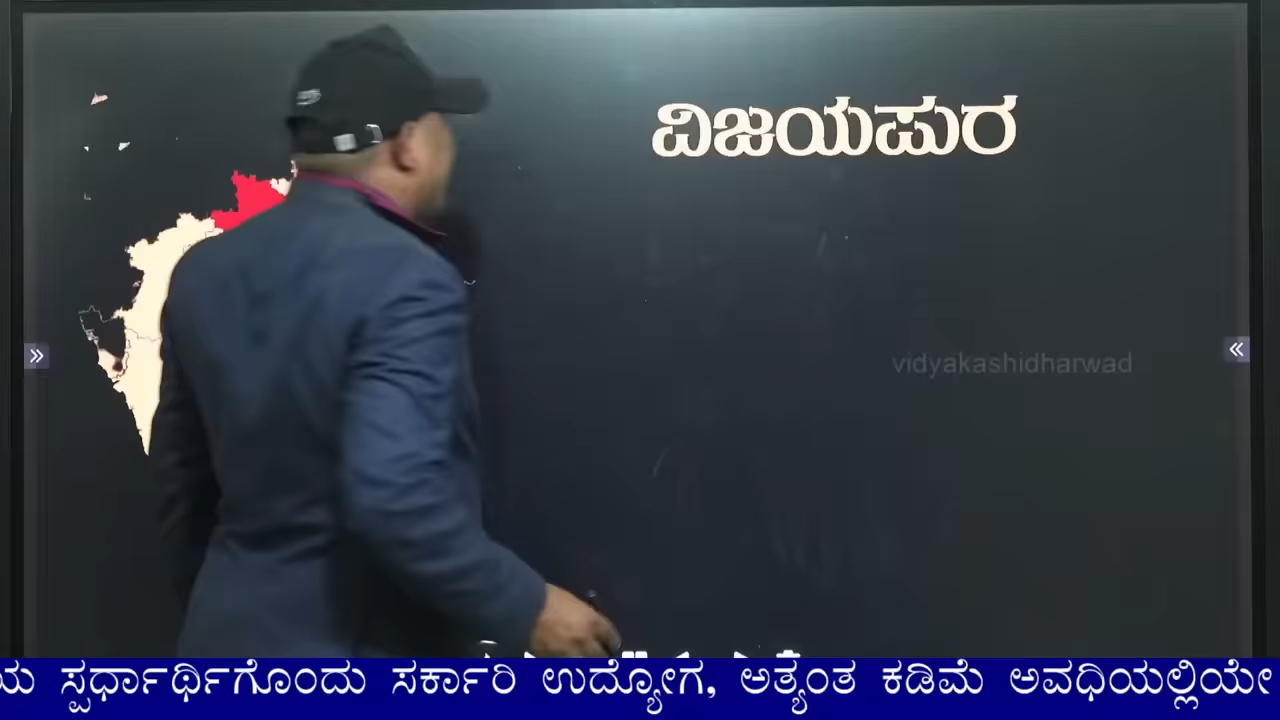 ವಿಜಯಪುರ
vidyakashidharwad
ಸ್ಪರ್ಧಾರ್ಥಿಗೊಂದು ಸರ್ಕಾರಿ ಉದ್ಯೋಗ, ಅತ್ಯಂತ ಕಡಿಮೆ ಅವಧಿಯಲ್ಲಿಯೇ